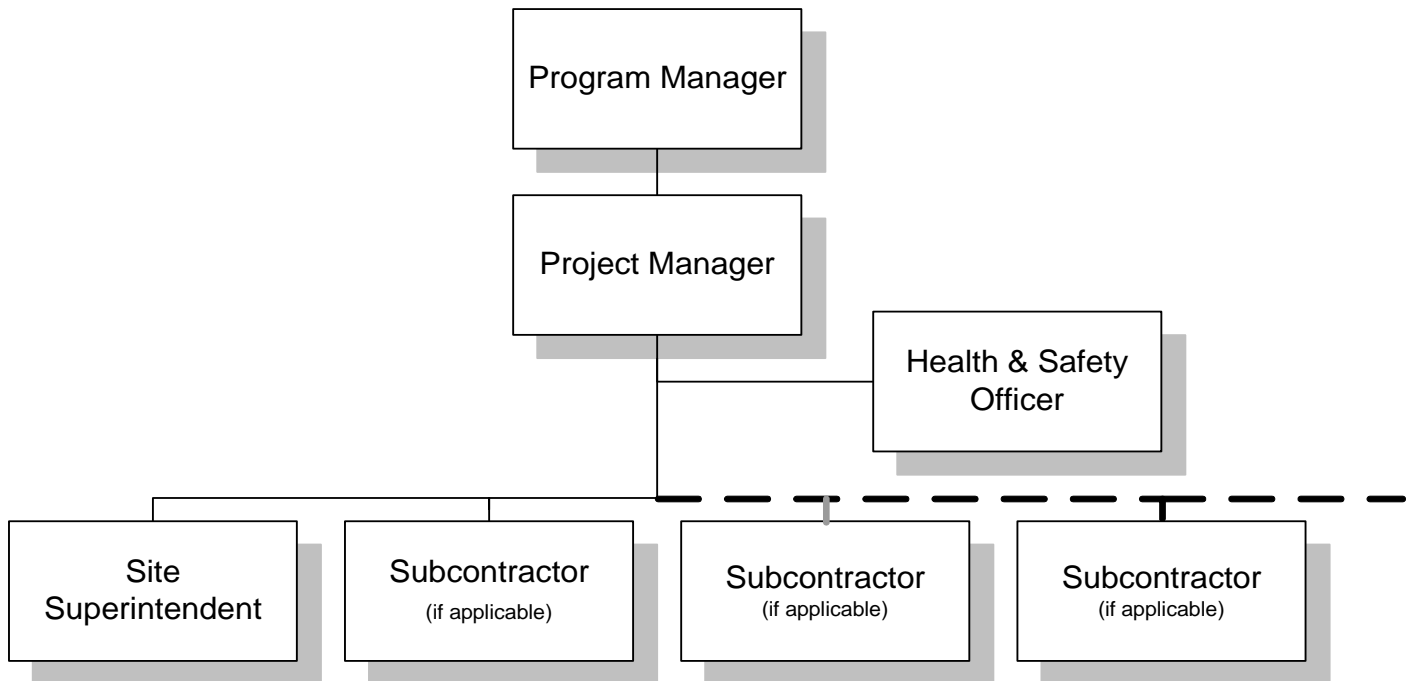 Program Manager
Project Manager
Health & Safety
Officer
Site
Superintendent
Subcontractor
(if applicable)
Subcontractor
(if applicable)
Subcontractor
(if applicable)